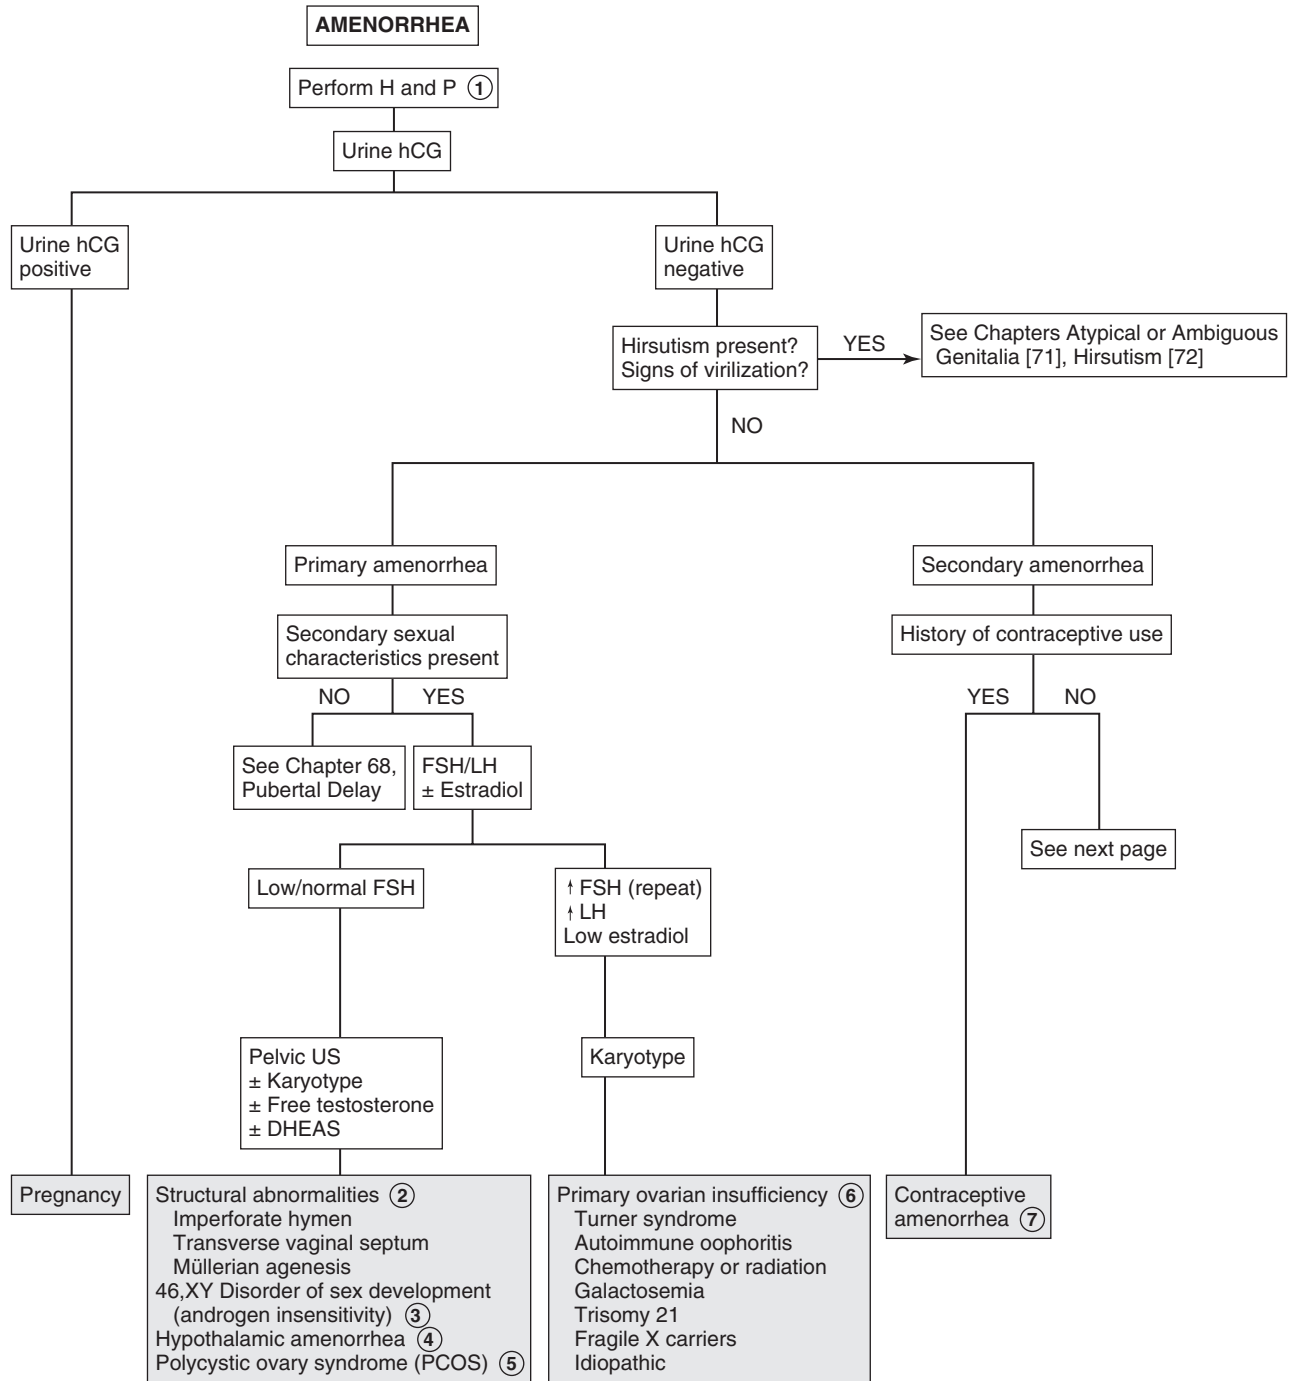 AMENORRHEA
Perform H and P ①
Urine hCG
Urine hCG
positive
Urine hCG
negative
Hirsutism present?
Signs of virilization?
YES
See Chapters Atypical or Ambiguous
Genitalia [71], Hirsutism [72]
NO
Primary amenorrhea
Secondary amenorrhea
Secondary sexual
characteristics present
History of contraceptive use
NO
YES
YES
NO
See Chapter 68,
Pubertal Delay
FSH/LH
± Estradiol
See next page
Low/normal FSH
↑ FSH (repeat)
↑ LH
Low estradiol
Pelvic US
± Karyotype
± Free testosterone
± DHEAS
Karyotype
Pregnancy
Structural abnormalities ②
Imperforate hymen
Transverse vaginal septum
Müllerian agenesis
46,XY Disorder of sex development
(androgen insensitivity) ③
Hypothalamic amenorrhea ④
Polycystic ovary syndrome (PCOS) ⑤
Primary ovarian insufficiency ⑥
Turner syndrome
Autoimmune oophoritis
Chemotherapy or radiation
Galactosemia
Trisomy 21
Fragile X carriers
Idiopathic
Contraceptive
amenorrhea ⑦